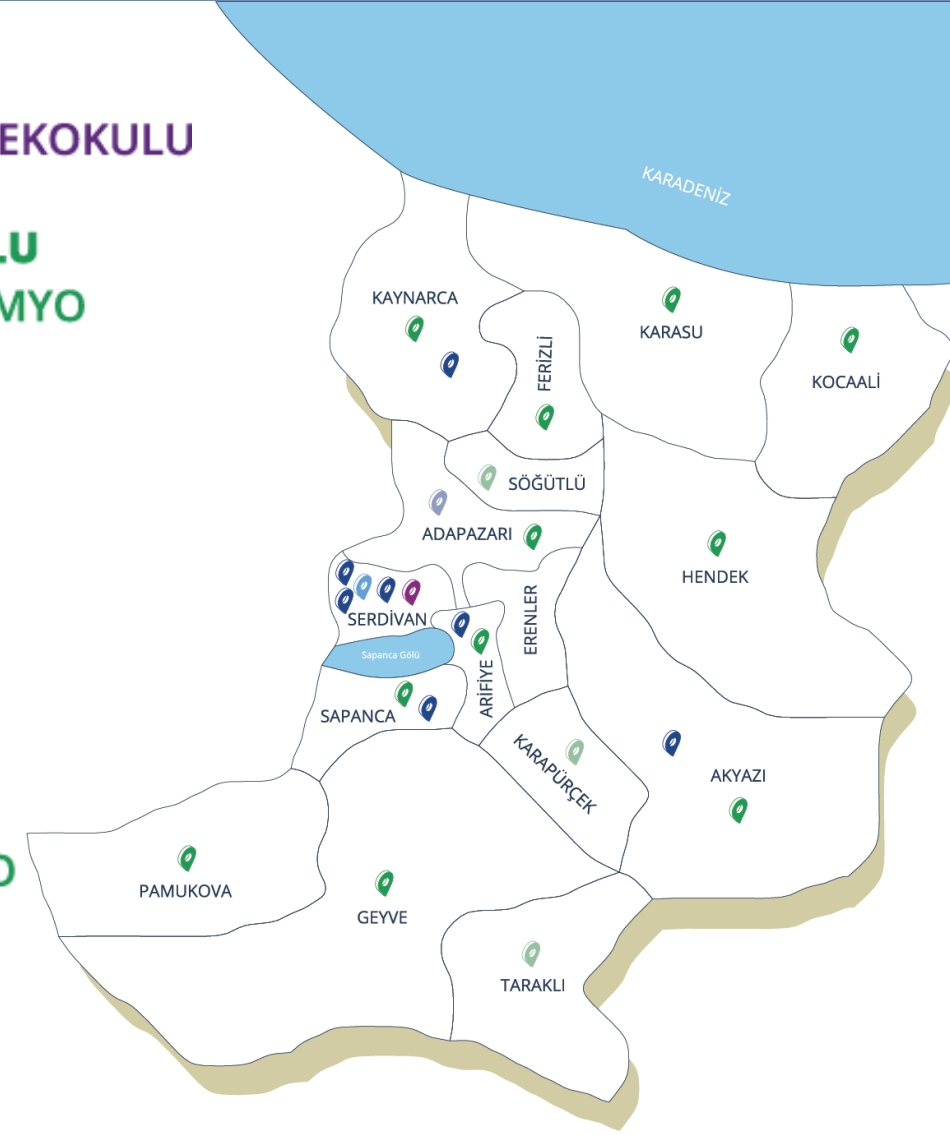 EKOKULU
LU
MYO
KARADENİZ
KAYNARCA
KARASU
FERİZLİ
KOCAALİ
SÖĞÜTLÜ
ADAPAZARI
HENDEK
ERENLER
SERDİVAN
Sapanca Gölü
ARİFİYE
SAPANCA
KARAPÜRÇEK
AKYAZI
PAMUKOVA
GEYVE
TARAKLI